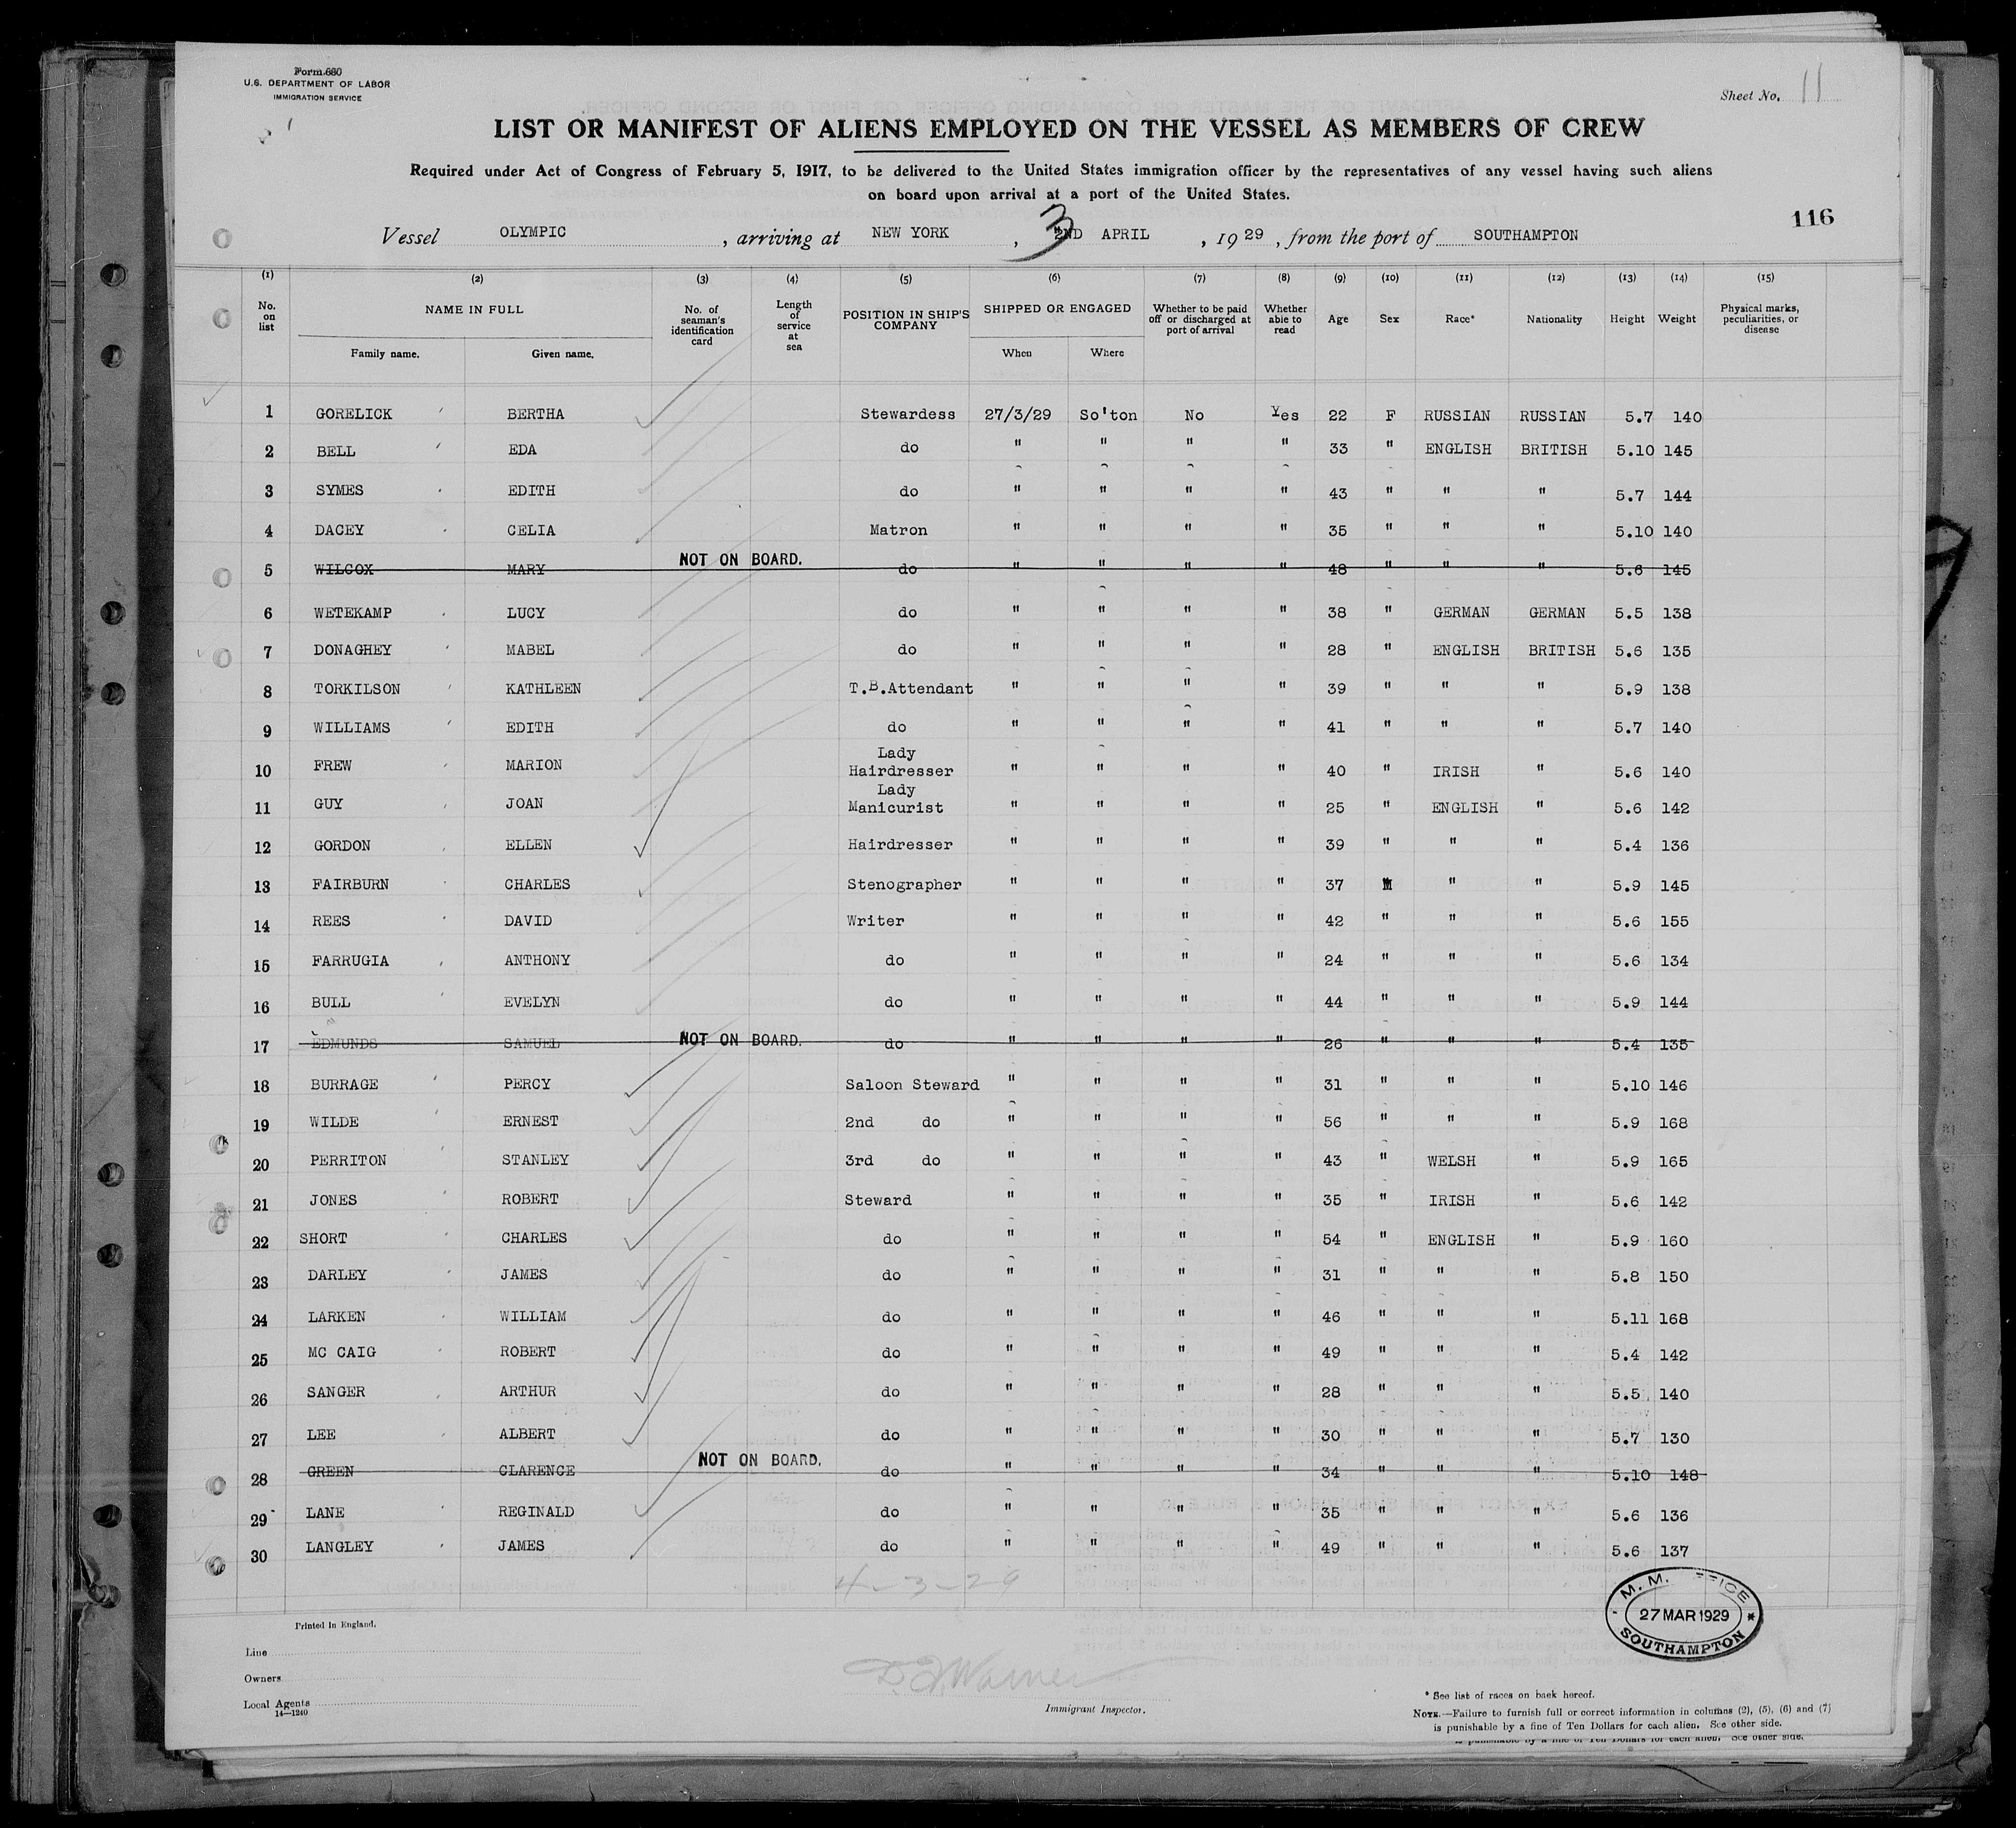 Form 680
U.S. DEPARTMENT OF LABOR
IMMIGRATION SERVICE
Sheet No. 11
LIST OR MANIFEST OF ALIENS EMPLOYED ON THE VESSEL AS MEMBERS OF CREW
Required under Act of Congress of February 5, 1917, to be delivered to the United States immigration officer by the representatives of any vessel having such aliens
on board upon arrival at a port of the United States.
116
Vessel OLYMPIC, arriving at NEW YORK, 3 2ND APRIL, 1929, from the port of SOUTHAMPTON
(1) (2) (3) (4) (5) (6) (7) (8) (9) (10) (11) (12) (13) (14) (15)
No. on list NAME IN FULL No. of seaman's identification card Length of service at sea POSITION IN SHIP'S COMPANY SHIPPED OR ENGAGED Whether to be paid off or discharged at port of arrival Whether able to read Age Sex Race* Nationality Height Weight Physical marks, peculiarities, or disease
Family name. Given name. When Where
1 GORELICK BERTHA Stewardess 27/3/29 So'ton No Yes 22 F RUSSIAN RUSSIAN 5.7 140
2 BELL EDA do " " " " 33 " ENGLISH BRITISH 5.10 145
3 SYMES EDITH do " " " " 43 " " " 5.7 144
4 DACEY CELIA Matron " " " " 35 " " " 5.10 140
5 WILCOX MARY NOT ON BOARD. do " " " " 48 " " " 5.6 145
6 WETEKAMP LUCY do " " " " 38 " GERMAN GERMAN 5.5 138
7 DONAGHEY MABEL do " " " " 28 " ENGLISH BRITISH 5.6 135
8 TORKILSON KATHLEEN T.B.Attendant " " " " 39 " " " 5.9 138
9 WILLIAMS EDITH do " " " " 41 " " " 5.7 140
10 FREW MARION Lady Hairdresser " " " " 40 " IRISH " 5.6 140
11 GUY JOAN Lady Manicurist " " " " 25 " ENGLISH " 5.6 142
12 GORDON ELLEN Hairdresser " " " " 39 " " " 5.4 136
13 FAIRBURN CHARLES Stenographer " " " " 37 M " " 5.9 145
14 REES DAVID Writer " " " " 42 " " " 5.6 155
15 FARRUGIA ANTHONY do " " " " 24 " " " 5.6 134
16 BULL EVELYN do " " " " 44 " " " 5.9 144
17 EDMUNDS SAMUEL NOT ON BOARD. do " " " " 26 " " " 5.4 135
18 BURRAGE PERCY Saloon Steward " " " " 31 " " " 5.10 146
19 WILDE ERNEST 2nd do " " " " 56 " " " 5.9 168
20 PERRITON STANLEY 3rd do " " " " 43 " WELSH " 5.9 165
21 JONES ROBERT Steward " " " " 35 " IRISH " 5.6 142
22 SHORT CHARLES do " " " " 54 " ENGLISH " 5.9 160
23 DARLEY JAMES do " " " " 31 " " " 5.8 150
24 LARKEN WILLIAM do " " " " 46 " " " 5.11 168
25 MC CAIG ROBERT do " " " " 49 " " " 5.4 142
26 SANGER ARTHUR do " " " " 28 " " " 5.5 140
27 LEE ALBERT do " " " " 30 " " " 5.7 130
28 GREEN CLARENCE NOT ON BOARD. do " " " " 34 " " " 5.10 148
29 LANE REGINALD do " " " " 35 " " " 5.6 136
30 LANGLEY JAMES do " " " " 49 " " " 5.6 137
4-3-29
M. M. OFFICE
27 MAR 1929
SOUTHAMPTON
Printed in England.
Line
Owners
Local Agents
14—1240
Warner
Immigrant Inspector.
* See list of races on back hereof.
NOTE.—Failure to furnish full or correct information in columns (2), (5), (6) and (7)
is punishable by a fine of Ten Dollars for each alien. See other side.
is punishable by a fine of Ten Dollars for each alien. See other side.